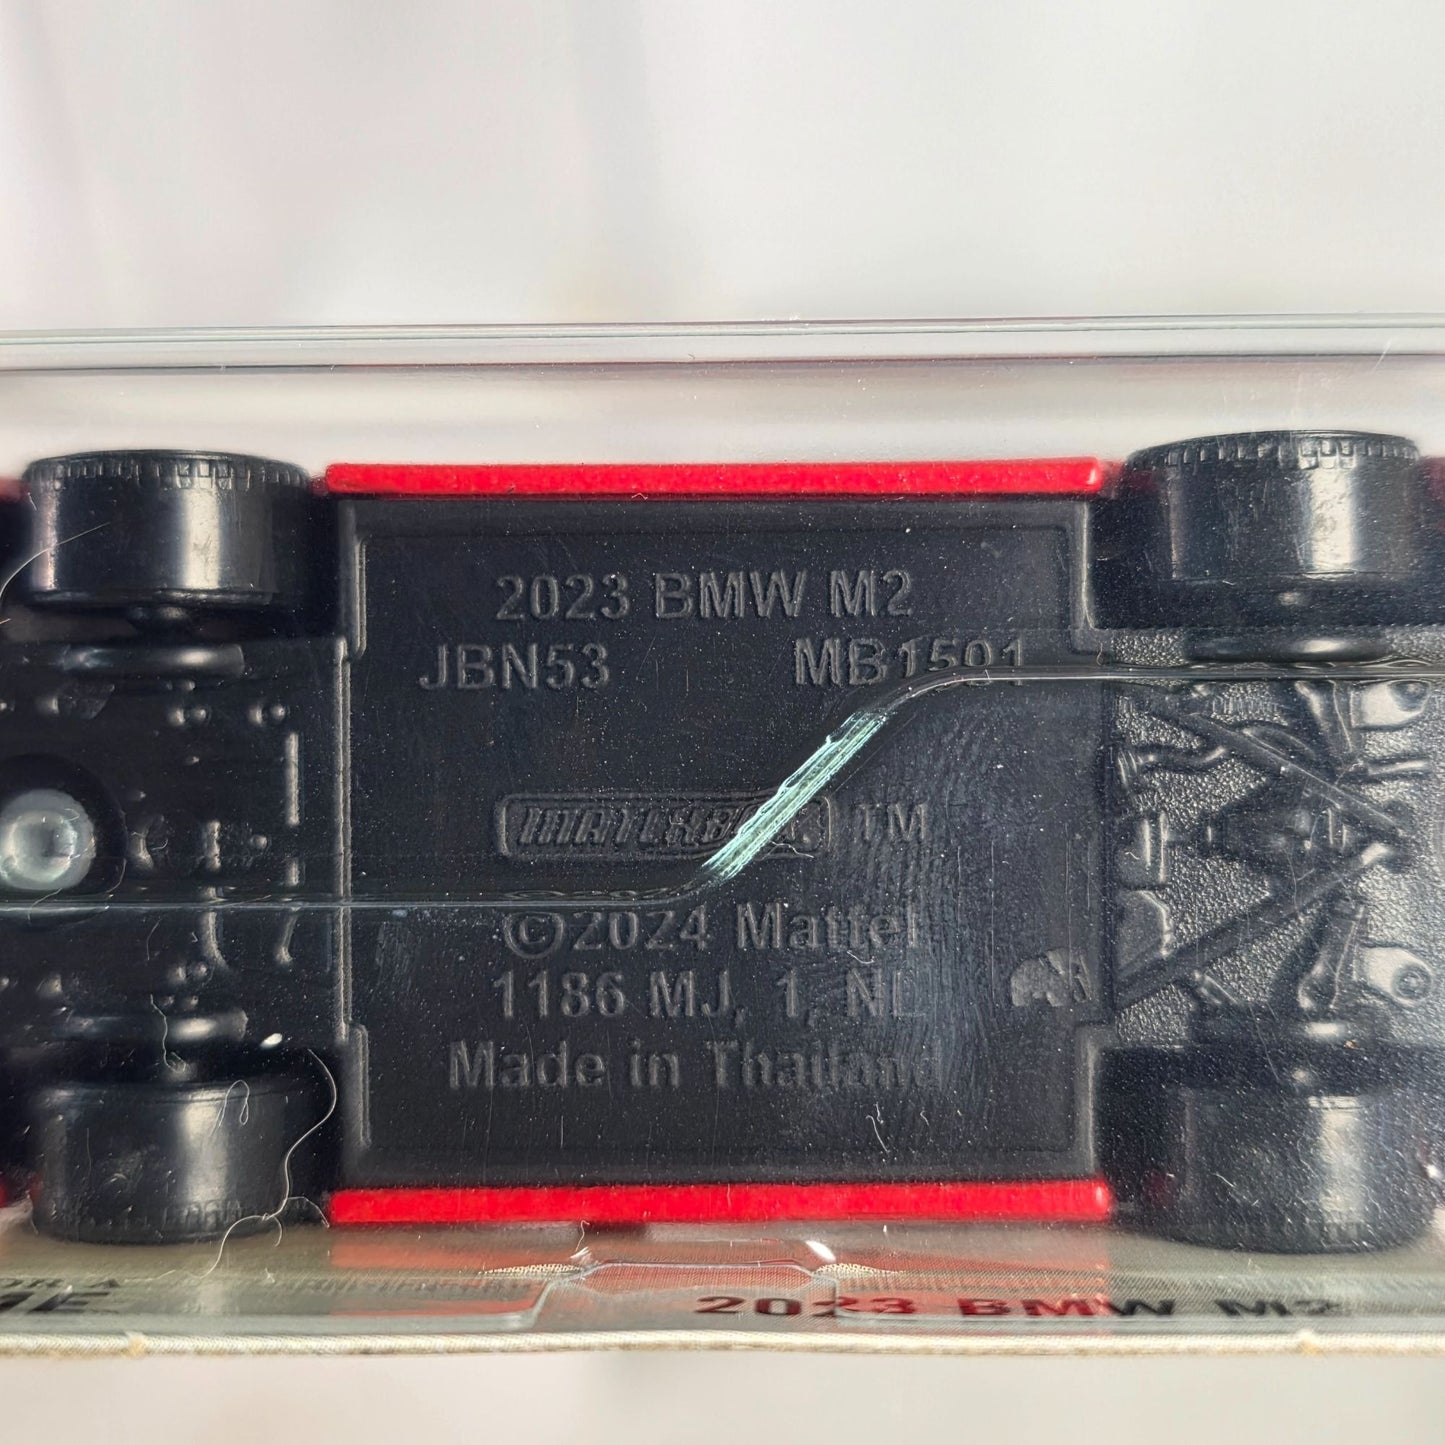 2023 BMW M2
JBN53 MB1501
MATCHBOX TM
©2024 Mattel
1186 MJ, 1, NL
Made in Thailand
OR A
2023 BMW M2